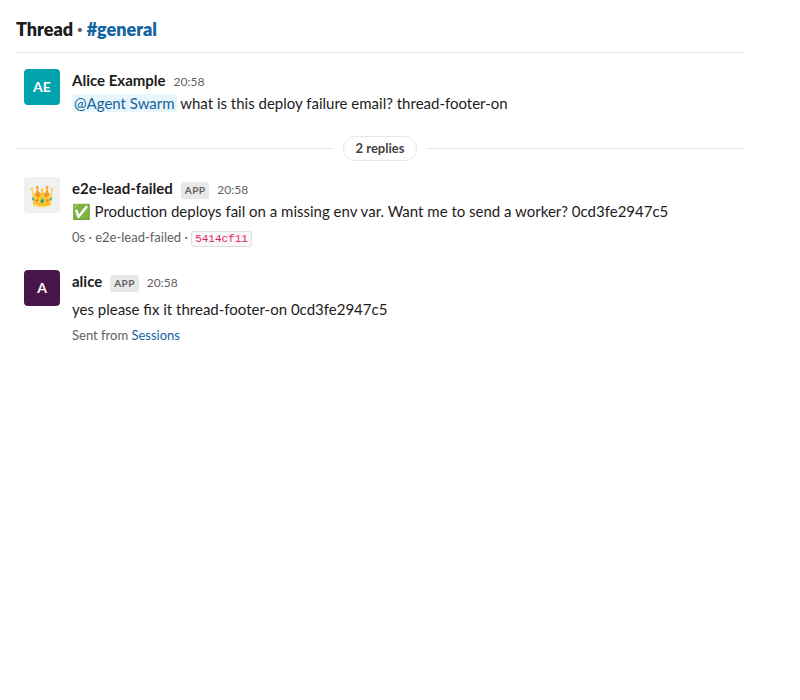 Thread • #general
AE
Alice Example 20:58
@Agent Swarm what is this deploy failure email? thread-footer-on
2 replies
e2e-lead-failed APP 20:58
✅ Production deploys fail on a missing env var. Want me to send a worker? 0cd3fe2947c5
0s · e2e-lead-failed · 5414cf11
A
alice APP 20:58
yes please fix it thread-footer-on 0cd3fe2947c5
Sent from Sessions